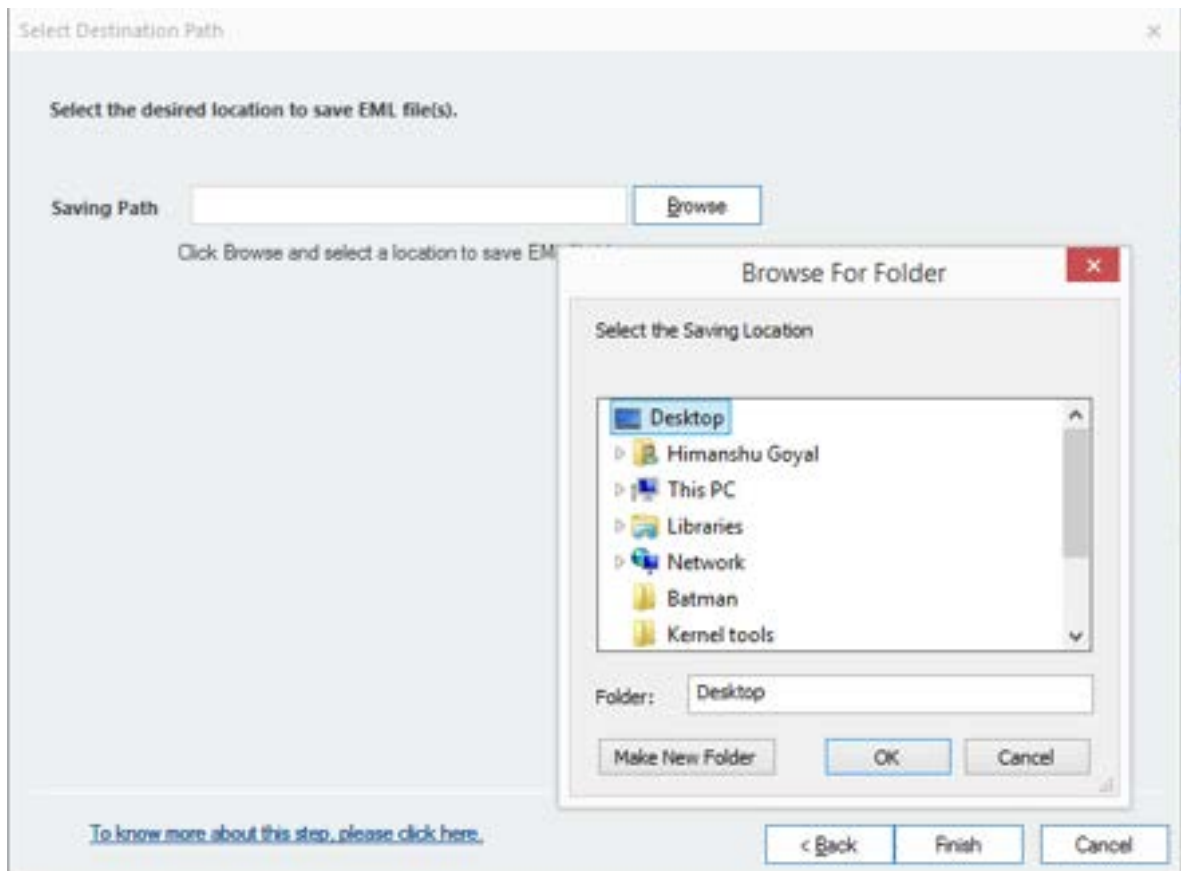 Select Destination Path
Select the desired location to save EML file(s).
Saving Path
Browse
Click Browse and select a location to save
Browse For Folder
Select the Saving Location
Desktop
Himanshu Goyal
This PC
Libraries
Network
Batman
Kernel tools
Folder: Desktop
Make New Folder OK Cancel
To know more about this step, please click here.
< Back Finish Cancel